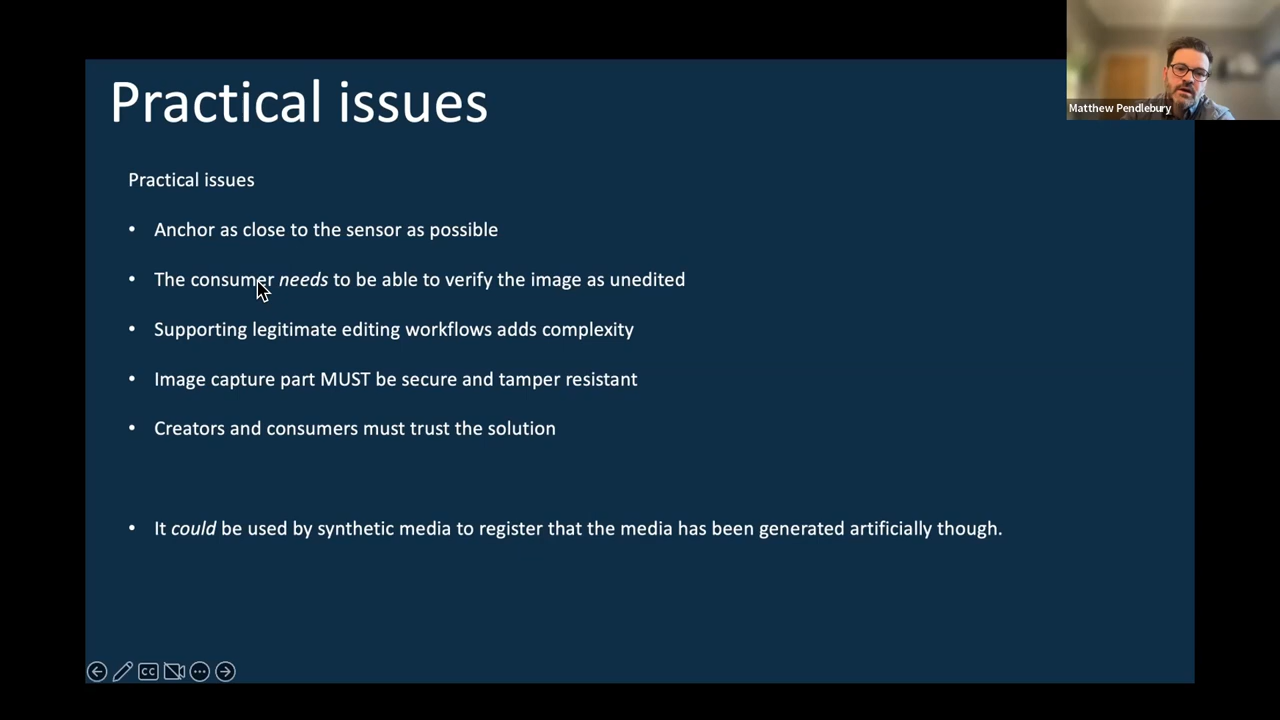 Practical issues
Matthew Pendlebury
Practical issues
• Anchor as close to the sensor as possible
• The consumer needs to be able to verify the image as unedited
• Supporting legitimate editing workflows adds complexity
• Image capture part MUST be secure and tamper resistant
• Creators and consumers must trust the solution
• It could be used by synthetic media to register that the media has been generated artificially though.
CC